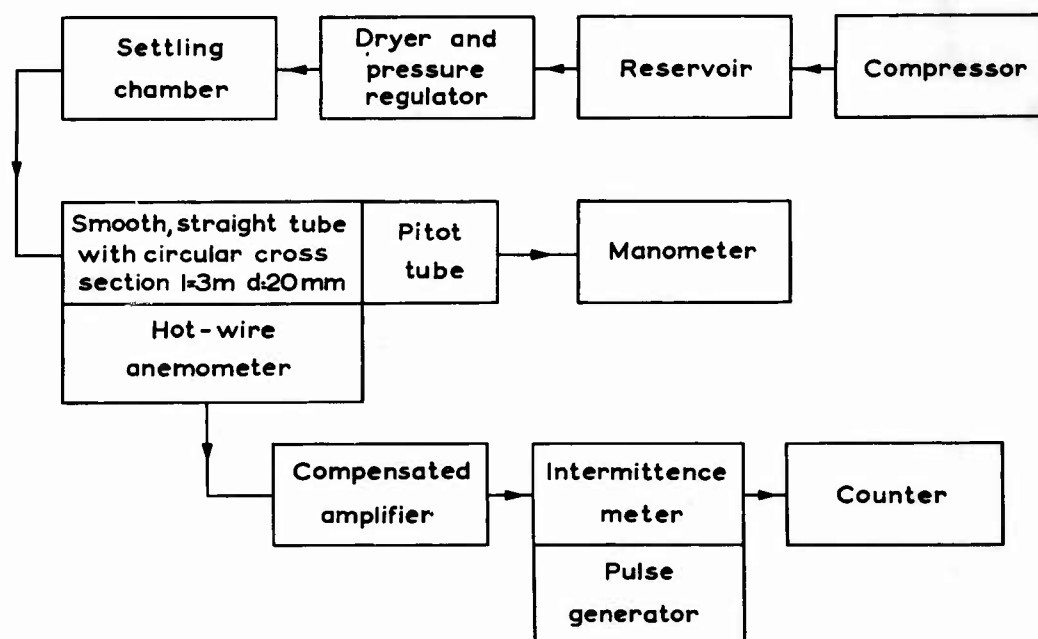 Settling
chamber
Dryer and
pressure
regulator
Reservoir
Compressor
Smooth, straight tube
with circular cross
section l=3m d=20mm
Pitot
tube
Manometer
Hot-wire
anemometer
Compensated
amplifier
Intermittence
meter
Counter
Pulse
generator